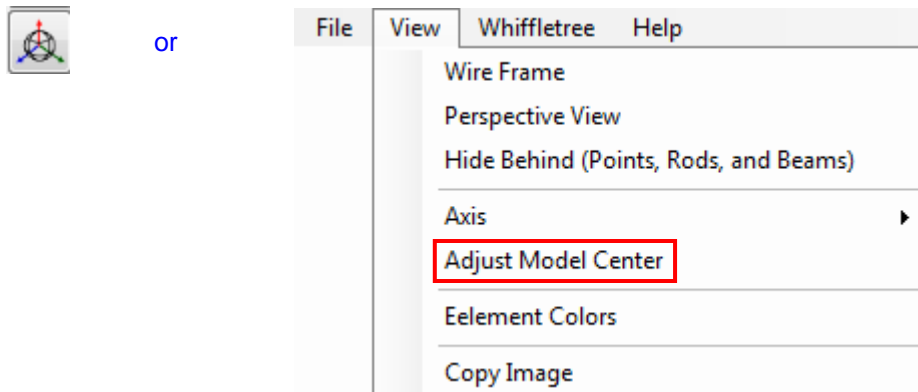 or
File View Whiffletree Help
Wire Frame
Perspective View
Hide Behind (Points, Rods, and Beams)
Axis
Adjust Model Center
Eelement Colors
Copy Image